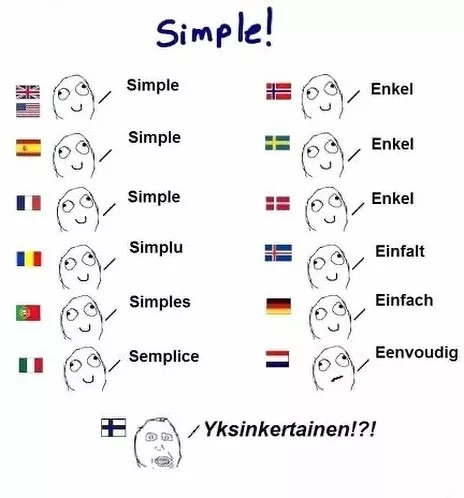 Simple!
Simple
Simple
Simple
Simplu
Simples
Semplice
Enkel
Enkel
Enkel
Einfalt
Einfach
Eenvoudig
Yksinkertainen!?!